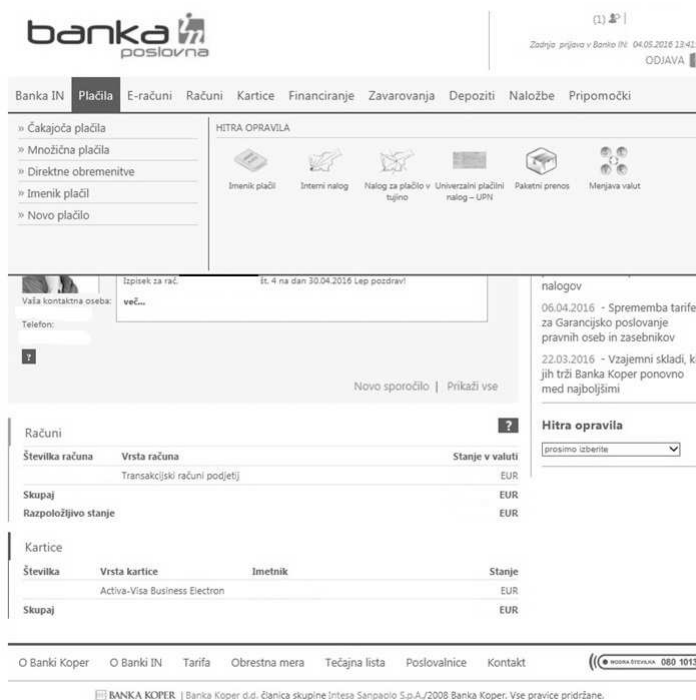 banka in
poslovna
(1)
Zadnja prijava v Banko IN: 04.05.2016 13:41:
ODJAVA
Banka IN Plačila E-računi Računi Kartice Financiranje Zavarovanja Depoziti Naložbe Pripomočki
» Čakajoča plačila
» Množična plačila
» Direktne obremenitve
» Imenik plačil
» Novo plačilo
HITRA OPRAVILA
Imenik plačil
Interni nalog
Nalog za plačilo v
tujino
Univerzalni plačilni
nalog – UPN
Paketni prenos
Menjava valut
Izpisek za rač. št. 4 na dan 30.04.2016 Lep pozdrav!
več...
Vaša kontaktna oseba:
Telefon:
?
Novo sporočilo | Prikaži vse
nalogov
06.04.2016 - Sprememba tarife
za Garancijsko poslovanje
pravnih oseb in zasebnikov
22.03.2016 - Vzajemni skladi, k
jih trži Banka Koper ponovno
med najboljšimi
Hitra opravila
prosimo izberite
Računi ?
Številka računa Vrsta računa Stanje v valuti
Transakcijski računi podjetij EUR
Skupaj EUR
Razpoložljivo stanje EUR
Kartice
Številka Vrsta kartice Imetnik Stanje
Activa-Visa Business Electron EUR
Skupaj EUR
O Banki Koper O Banki IN Tarifa Obrestna mera Tečajna lista Poslovalnice Kontakt
MODRA ŠTEVILKA 080 1013
BANKA KOPER | Banka Koper d.d. članica skupine Intesa Sanpaolo S.p.A./2008 Banka Koper. Vse pravice pridržane.